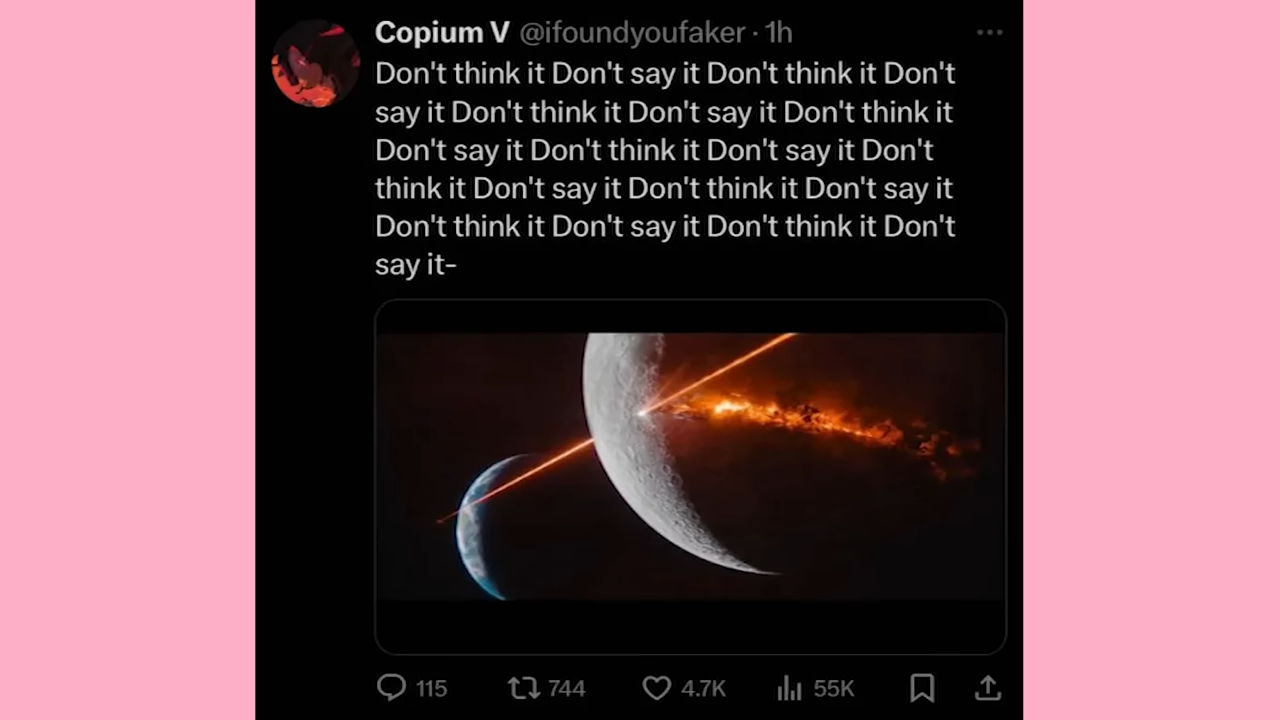 Copium V @ifoundyoufaker · 1h
Don't think it Don't say it Don't think it Don't
say it Don't think it Don't say it Don't think it
Don't say it Don't think it Don't say it Don't
think it Don't say it Don't think it Don't say it
Don't think it Don't say it Don't think it Don't
say it-
115 744 4.7K 55K